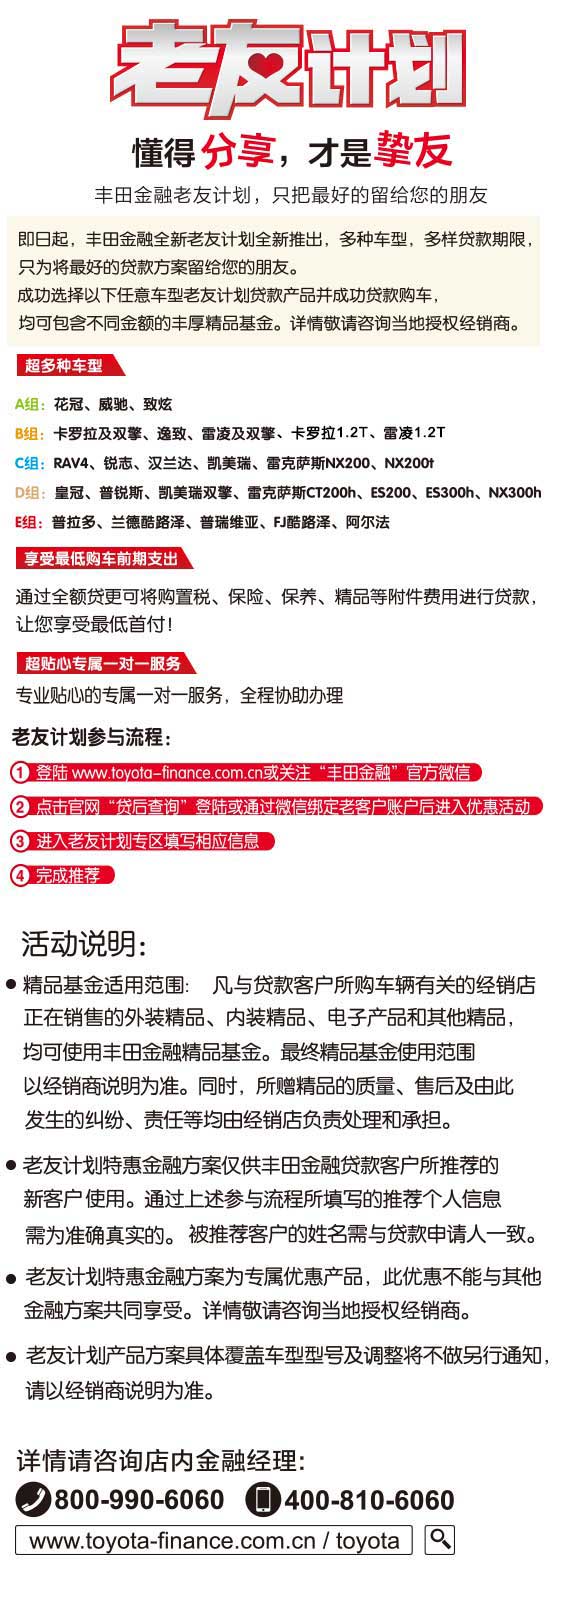 老友计划
懂得分享，才是挚友
丰田金融老友计划，只把最好的留给您的朋友
即日起，丰田金融全新老友计划全新推出，多种车型，多样贷款期限，
只为将最好的贷款方案留给您的朋友。
成功选择以下任意车型老友计划贷款产品并成功贷款购车，
均可包含不同金额的丰厚精品基金。详情敬请咨询当地授权经销商。
超多种车型
A组：花冠、威驰、致炫
B组：卡罗拉及双擎、逸致、雷凌及双擎、卡罗拉1.2T、雷凌1.2T
C组：RAV4、锐志、汉兰达、凯美瑞、雷克萨斯NX200、NX200t
D组：皇冠、普锐斯、凯美瑞双擎、雷克萨斯CT200h、ES200、ES300h、NX300h
E组：普拉多、兰德酷路泽、普瑞维亚、FJ酷路泽、阿尔法
享受最低购车前期支出
通过全额贷更可将购置税、保险、保养、精品等附件费用进行贷款，
让您享受最低首付！
超贴心专属一对一服务
专业贴心的专属一对一服务，全程协助办理
老友计划参与流程：
1 登陆 www.toyota-finance.com.cn或关注“丰田金融”官方微信
2 点击官网“贷后查询”登陆或通过微信绑定老客户账户后进入优惠活动
3 进入老友计划专区填写相应信息
4 完成推荐
活动说明：
● 精品基金适用范围： 凡与贷款客户所购车辆有关的经销店
正在销售的外装精品、内装精品、电子产品和其他精品，
均可使用丰田金融精品基金。最终精品基金使用范围
以经销商说明为准。同时，所赠精品的质量、售后及由此
发生的纠纷、责任等均由经销店负责处理和承担。
● 老友计划特惠金融方案仅供丰田金融贷款客户所推荐的
新客户使用。通过上述参与流程所填写的推荐个人信息
需为准确真实的。 被推荐客户的姓名需与贷款申请人一致。
● 老友计划特惠金融方案为专属优惠产品，此优惠不能与其他
金融方案共同享受。详情敬请咨询当地授权经销商。
● 老友计划产品方案具体覆盖车型型号及调整将不做另行通知，
请以经销商说明为准。
详情请咨询店内金融经理：
800-990-6060 400-810-6060
www.toyota-finance.com.cn / toyota